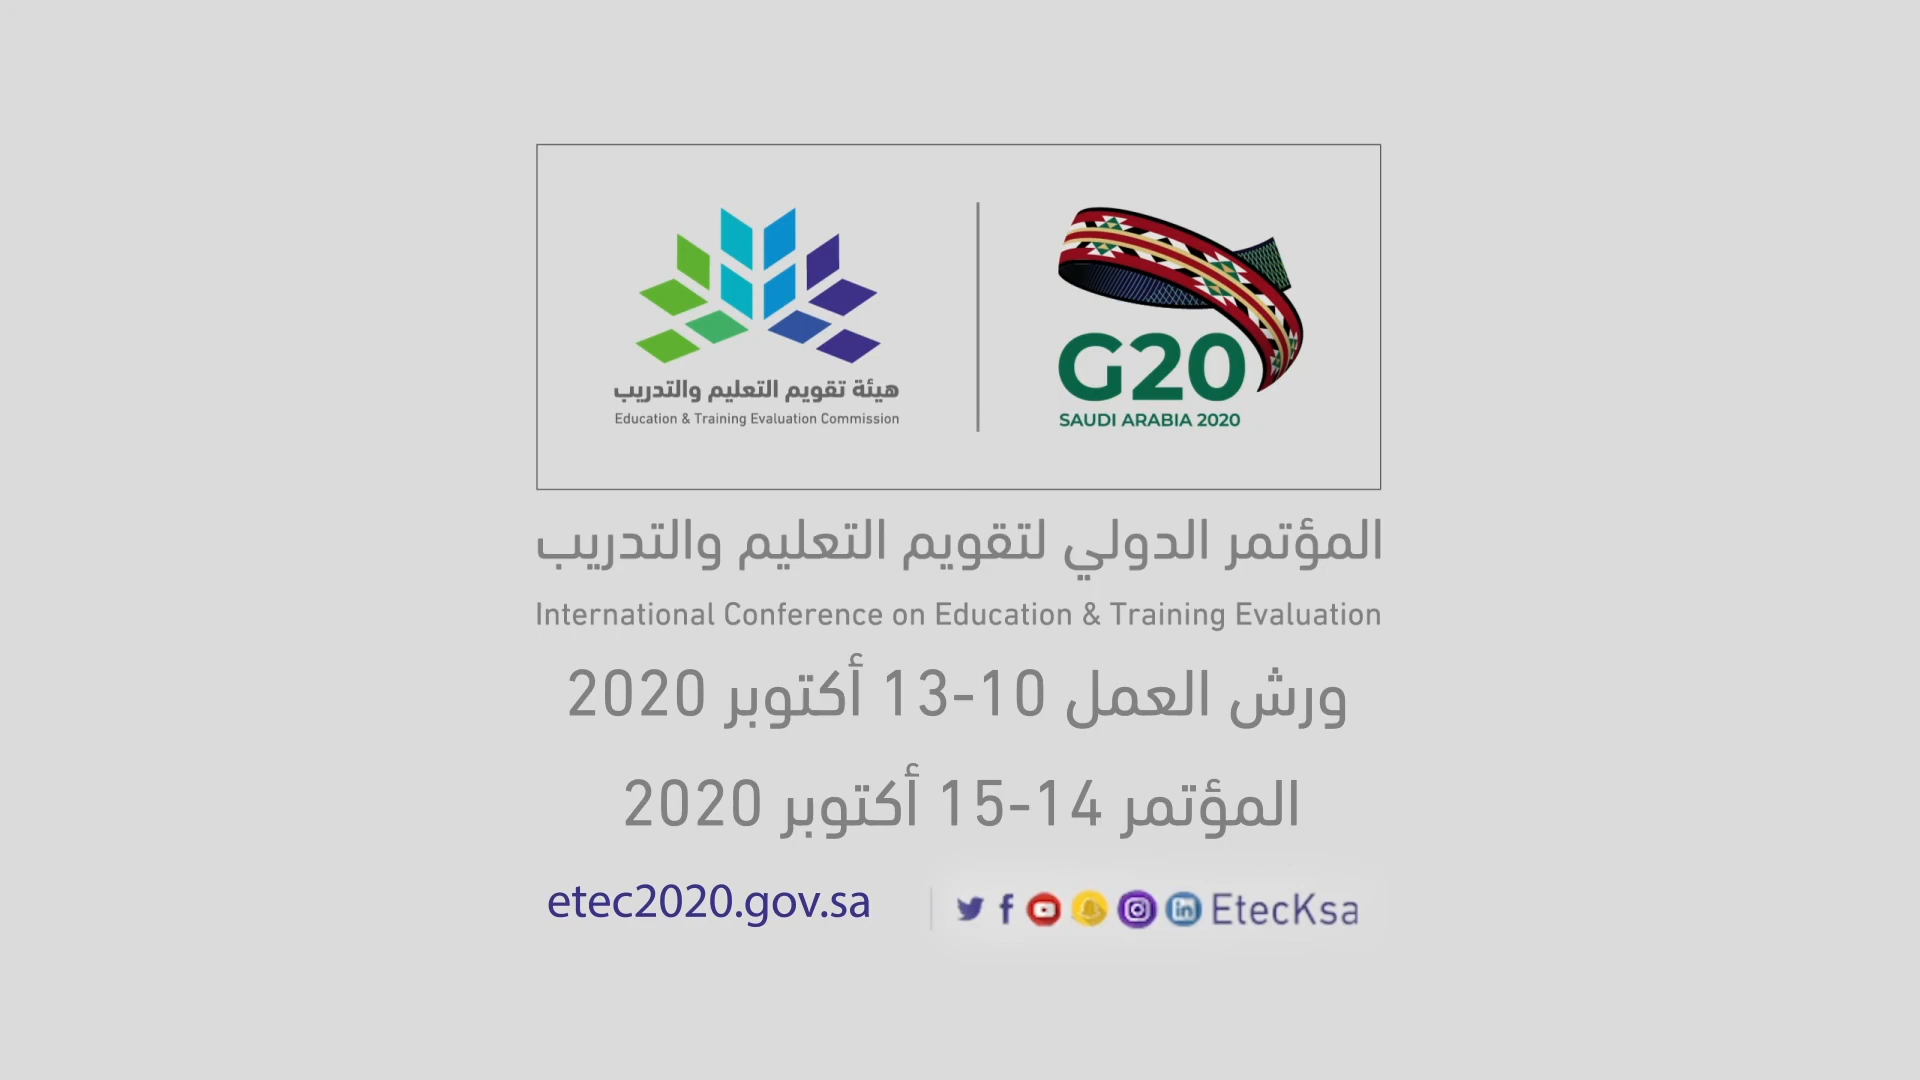 هيئة تقويم التعليم والتدريب
Education & Training Evaluation Commission
G20
SAUDI ARABIA 2020
المؤتمر الدولي لتقويم التعليم والتدريب
International Conference on Education & Training Evaluation
ورش العمل 10-13 أكتوبر 2020
المؤتمر 14-15 أكتوبر 2020
etec2020.gov.sa
EtecKsa